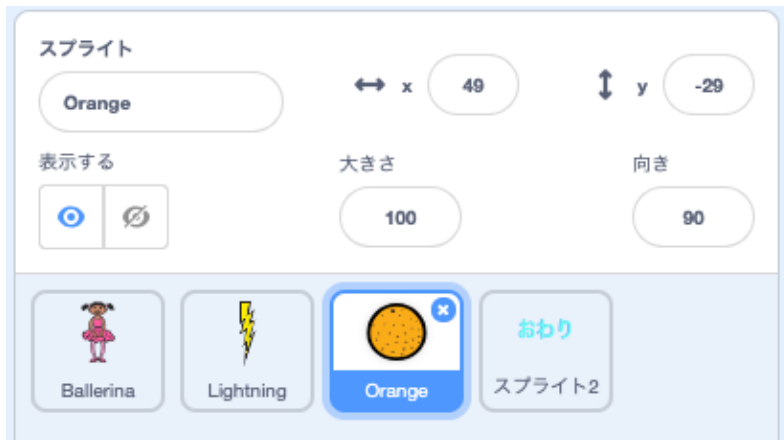 スプライト
Orange
x 49
y -29
表示する
大きさ
向き
100
90
おわり
Ballerina
Lightning
Orange
スプライト2